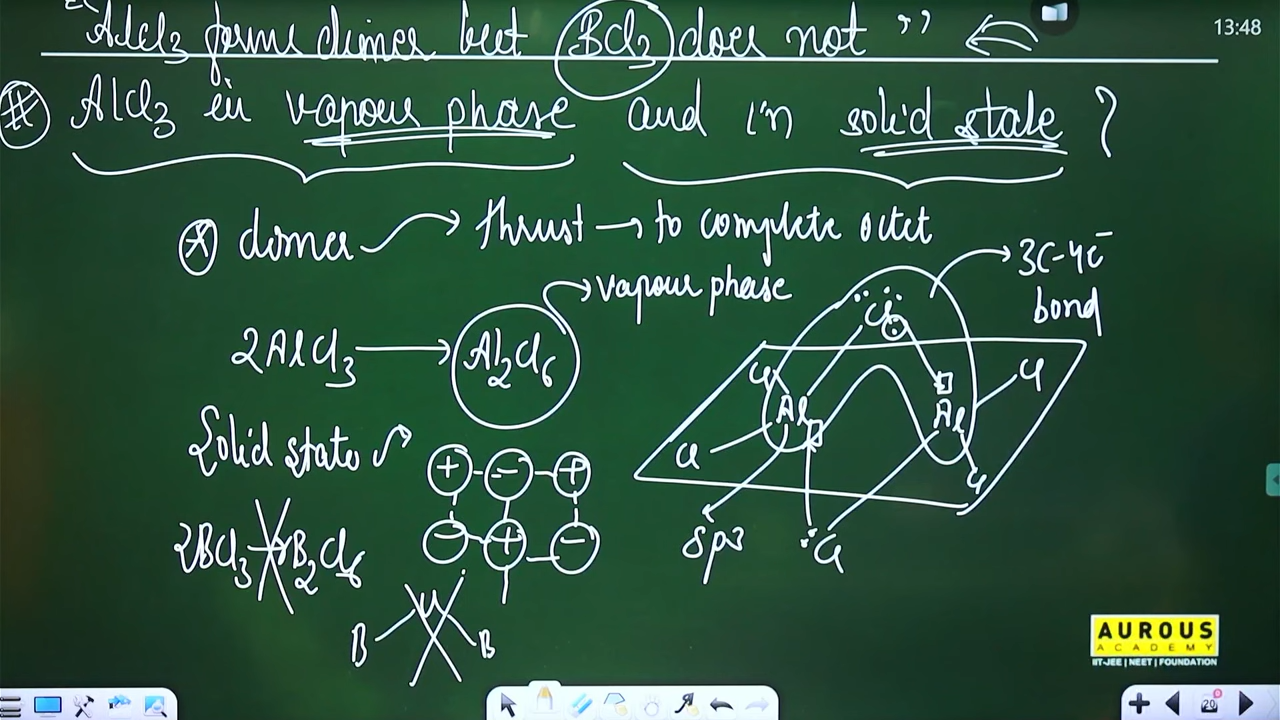 "AlCl3 forms dimer but BCl3 does not"
13:48
# AlCl3 in vapour phase and in solid state ?
* dimer → thrust → to complete octet
3C-4e- bond
vapour phase
2AlCl3 → Al2Cl6
Cl
Cl Al Al Cl
Cl Cl
sp3 Cl
Solid state
+ - +
- + -
2BCl3 → B2Cl6
Cl
B B
AUROUS
ACADEMY
IIT-JEE | NEET | FOUNDATION
20